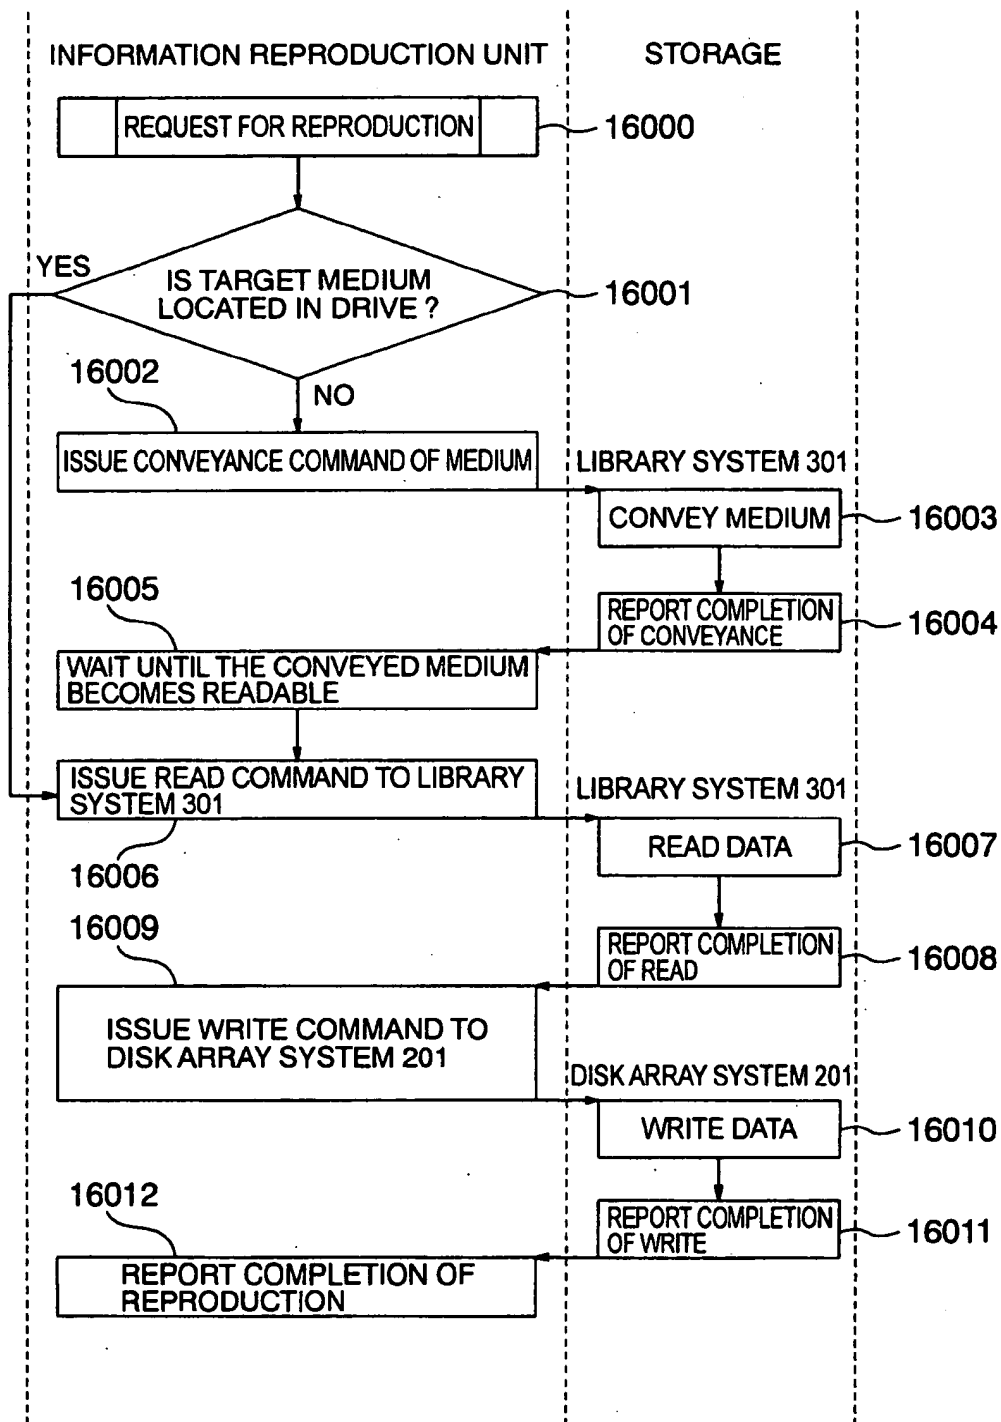 INFORMATION REPRODUCTION UNIT
STORAGE
REQUEST FOR REPRODUCTION
16000
YES
IS TARGET MEDIUM
LOCATED IN DRIVE ?
16001
16002
NO
ISSUE CONVEYANCE COMMAND OF MEDIUM
LIBRARY SYSTEM 301
CONVEY MEDIUM
16003
16005
REPORT COMPLETION
OF CONVEYANCE
16004
WAIT UNTIL THE CONVEYED MEDIUM
BECOMES READABLE
ISSUE READ COMMAND TO LIBRARY
SYSTEM 301
LIBRARY SYSTEM 301
READ DATA
16007
16006
16009
REPORT COMPLETION
OF READ
16008
ISSUE WRITE COMMAND TO
DISK ARRAY SYSTEM 201
DISK ARRAY SYSTEM 201
WRITE DATA
16010
16012
REPORT COMPLETION
OF WRITE
16011
REPORT COMPLETION OF
REPRODUCTION